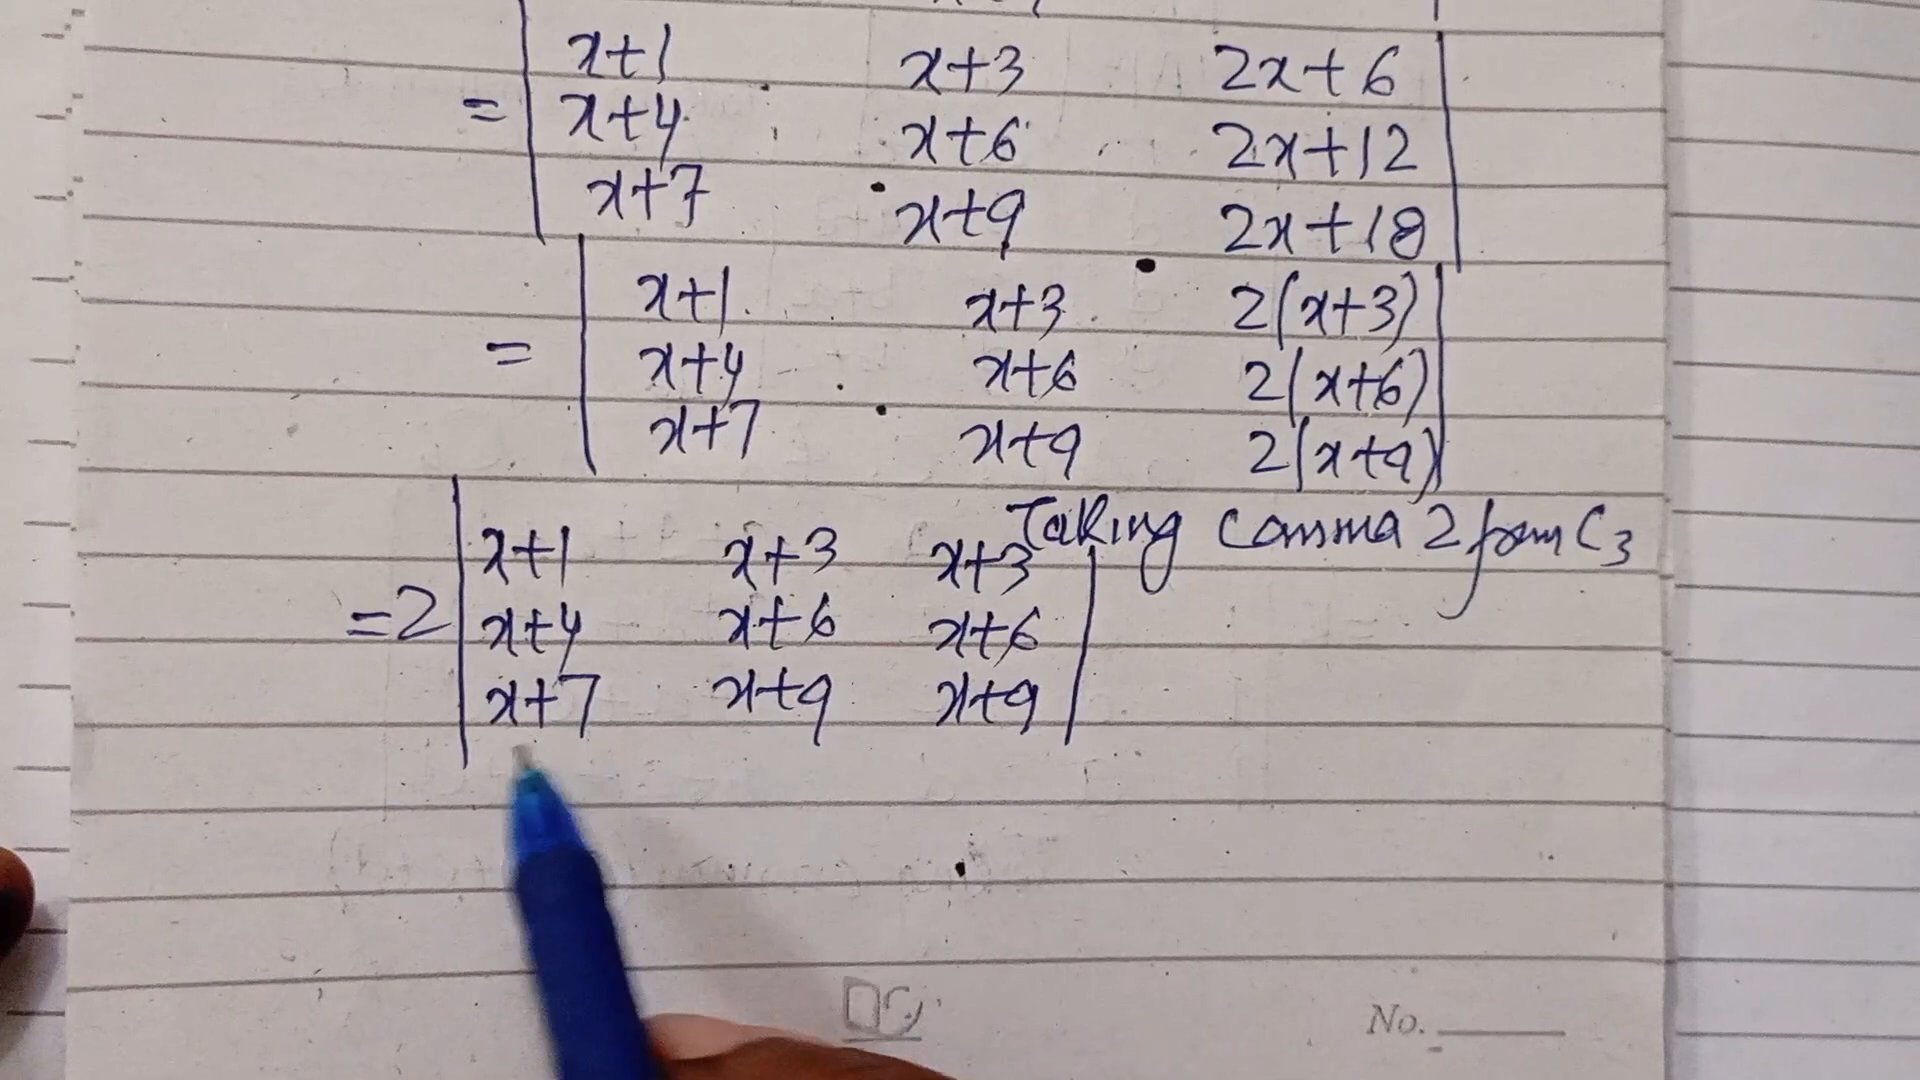 x+1 x+3 2x+6
= x+4 x+6 2x+12
x+7 x+9 2x+18
x+1 x+3 2(x+3)
= x+4 x+6 2(x+6)
x+7 x+9 2(x+9)
Taking comma 2 from C3
x+1 x+3 x+3
=2 x+4 x+6 x+6
x+7 x+9 x+9
No.